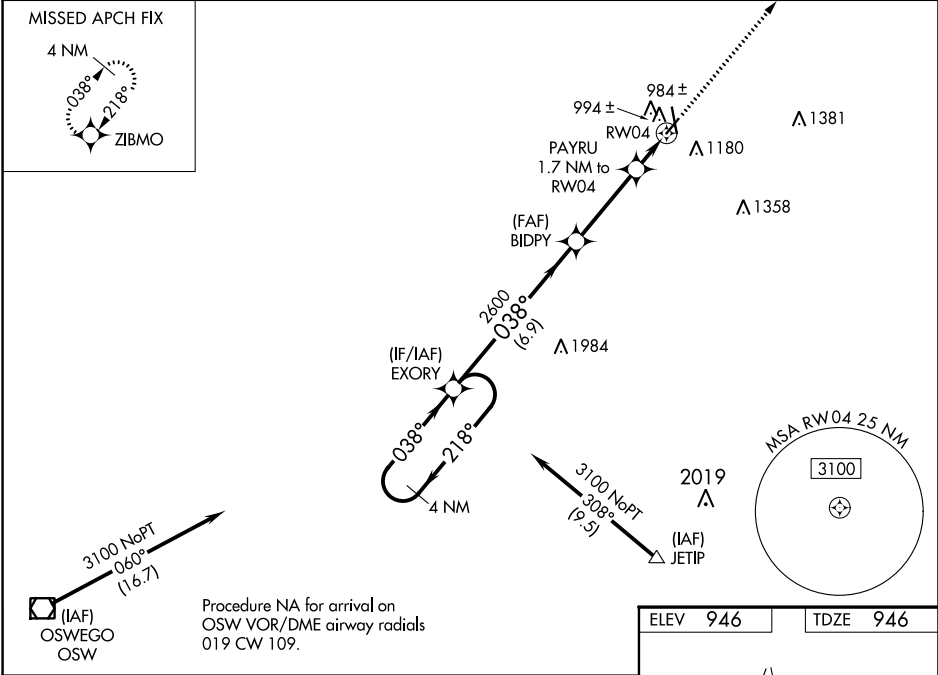 MISSED APCH FIX
4 NM
038°
218°
ZIBMO
984 ±
994 ±
RW04
1381
1180
PAYRU
1.7 NM to
RW04
1358
(FAF)
BIDPY
2600
038°
(6.9)
1984
(IF/IAF)
EXORY
038°
218°
4 NM
MSA RW04 25 NM
3100
3100 NoPT
308°
(9.5)
2019
(IAF)
JETIP
3100 NoPT
060°
(16.7)
(IAF)
OSWEGO
OSW
Procedure NA for arrival on
OSW VOR/DME airway radials
019 CW 109.
ELEV 946
TDZE 946